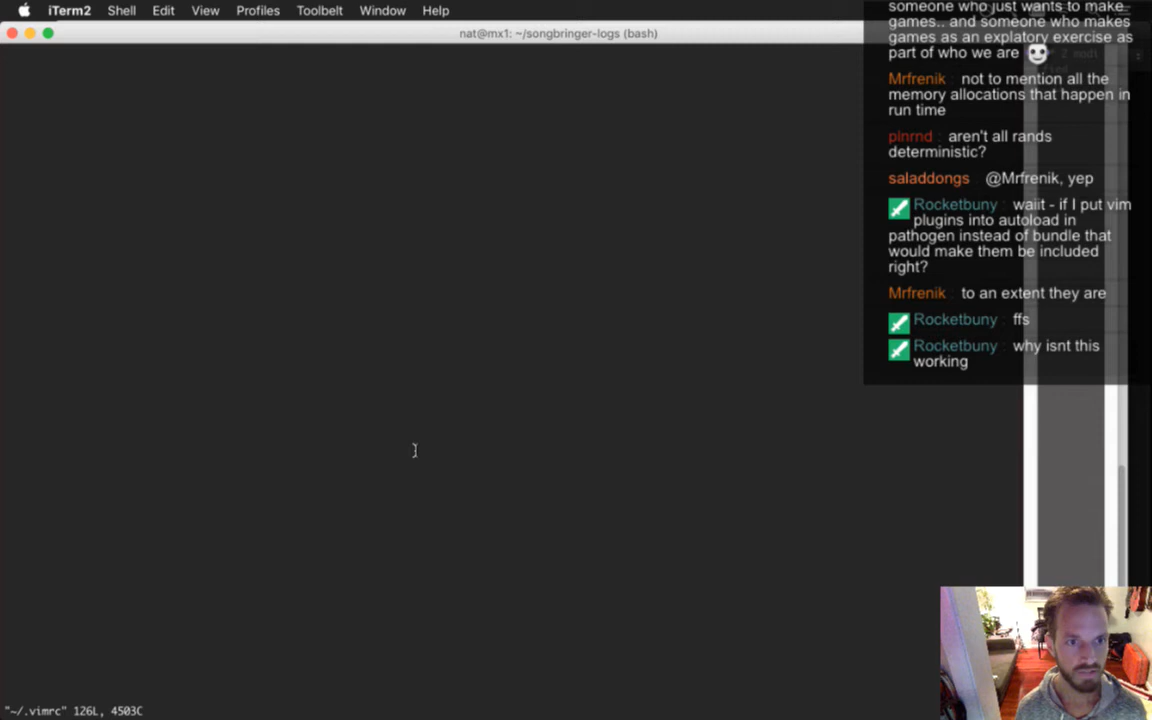 iTerm2 Shell Edit View Profiles Toolbelt Window Help
nat@mx1: ~/songbringer-logs (bash)
someone who just wants to make
games.. and someone who makes
games as an explatory exercise as
part of who we are
Mrfrenik : not to mention all the
memory allocations that happen in
run time
plnrnd : aren't all rands
deterministic?
saladdongs : @Mrfrenik, yep
Rocketbuny : waiit - if I put vim
plugins into autoload in
pathogen instead of bundle that
would make them be included
right?
Mrfrenik : to an extent they are
Rocketbuny : ffs
Rocketbuny : why isnt this
working
"~/.vimrc" 126L, 4503C